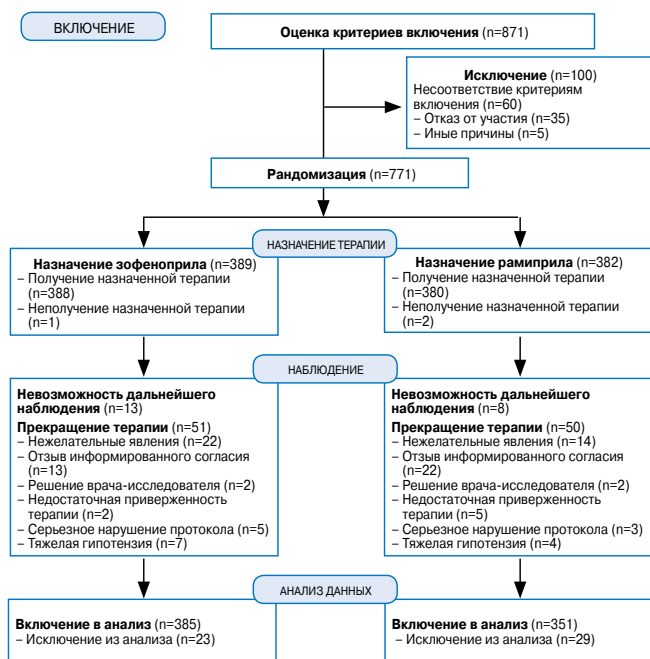 ВКЛЮЧЕНИЕ
Оценка критериев включения (n=871)
Исключение (n=100)
Несоответствие критериям
включения (n=60)
– Отказ от участия (n=35)
– Иные причины (n=5)
Рандомизация (n=771)
НАЗНАЧЕНИЕ ТЕРАПИИ
Назначение зофеноприла (n=389)
– Получение назначенной терапии
(n=388)
– Неполучение назначенной терапии
(n=1)
Назначение рамиприла (n=382)
– Получение назначенной терапии
(n=380)
– Неполучение назначенной терапии
(n=2)
НАБЛЮДЕНИЕ
Невозможность дальнейшего
наблюдения (n=13)
Прекращение терапии (n=51)
– Нежелательные явления (n=22)
– Отзыв информированного согласия
(n=13)
– Решение врача-исследователя (n=2)
– Недостаточная приверженность
терапии (n=2)
– Серьезное нарушение протокола (n=5)
– Тяжелая гипотензия (n=7)
Невозможность дальнейшего
наблюдения (n=8)
Прекращение терапии (n=50)
– Нежелательные явления (n=14)
– Отзыв информированного согласия
(n=22)
– Решение врача-исследователя (n=2)
– Недостаточная приверженность
терапии (n=5)
– Серьезное нарушение протокола (n=3)
– Тяжелая гипотензия (n=4)
АНАЛИЗ ДАННЫХ
Включение в анализ (n=385)
– Исключение из анализа (n=23)
Включение в анализ (n=351)
– Исключение из анализа (n=29)